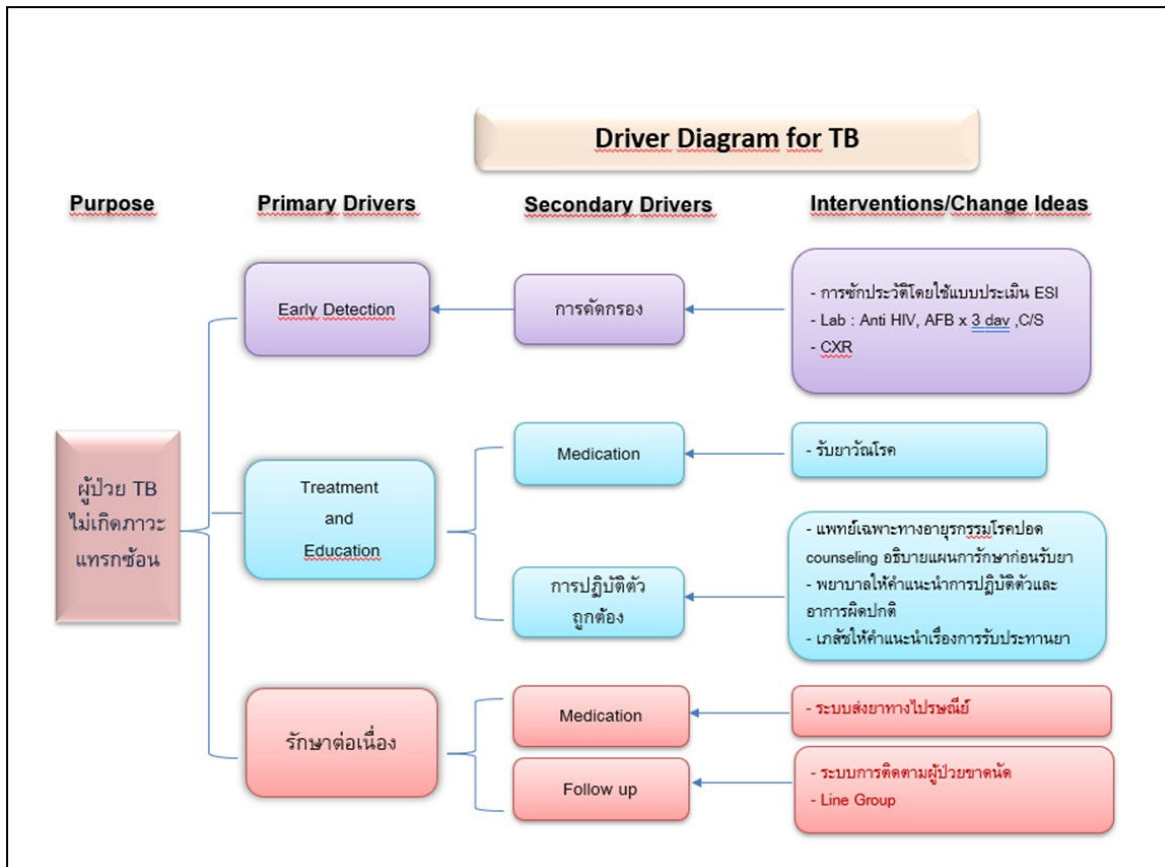 Driver Diagram for TB
Purpose
Primary Drivers
Secondary Drivers
Interventions/Change Ideas
ผู้ป่วย TB
ไม่เกิดภาวะ
แทรกซ้อน
Early Detection
การคัดกรอง
- การซักประวัติโดยใช้แบบประเมิน ESI
- Lab : Anti HIV, AFB x 3 day ,C/S
- CXR
Treatment
and
Education
Medication
- รับยาวัณโรค
การปฏิบัติตัว
ถูกต้อง
- แพทย์เฉพาะทางอายุรกรรมโรคปอด
counseling อธิบายแผนการรักษาก่อนรับยา
- พยาบาลให้คำแนะนำการปฏิบัติตัวและ
อาการผิดปกติ
- เภสัชให้คำแนะนำเรื่องการรับประทานยา
รักษาต่อเนื่อง
Medication
- ระบบส่งยาทางไปรษณีย์
Follow up
- ระบบการติดตามผู้ป่วยขาดนัด
- Line Group